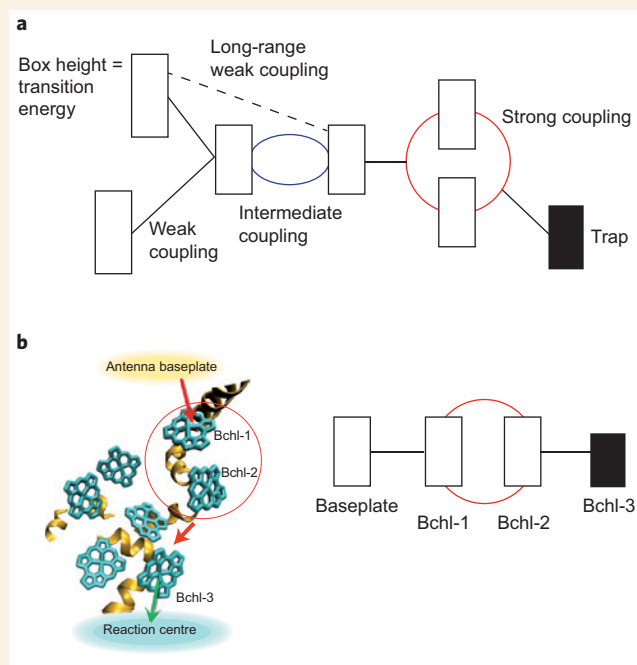 a
Box height =
transition
energy
Long-range
weak coupling
Strong coupling
Weak
coupling
Intermediate
coupling
Trap
b
Antenna baseplate
Bchl-1
Bchl-2
Bchl-3
Reaction centre
Baseplate
Bchl-1
Bchl-2
Bchl-3